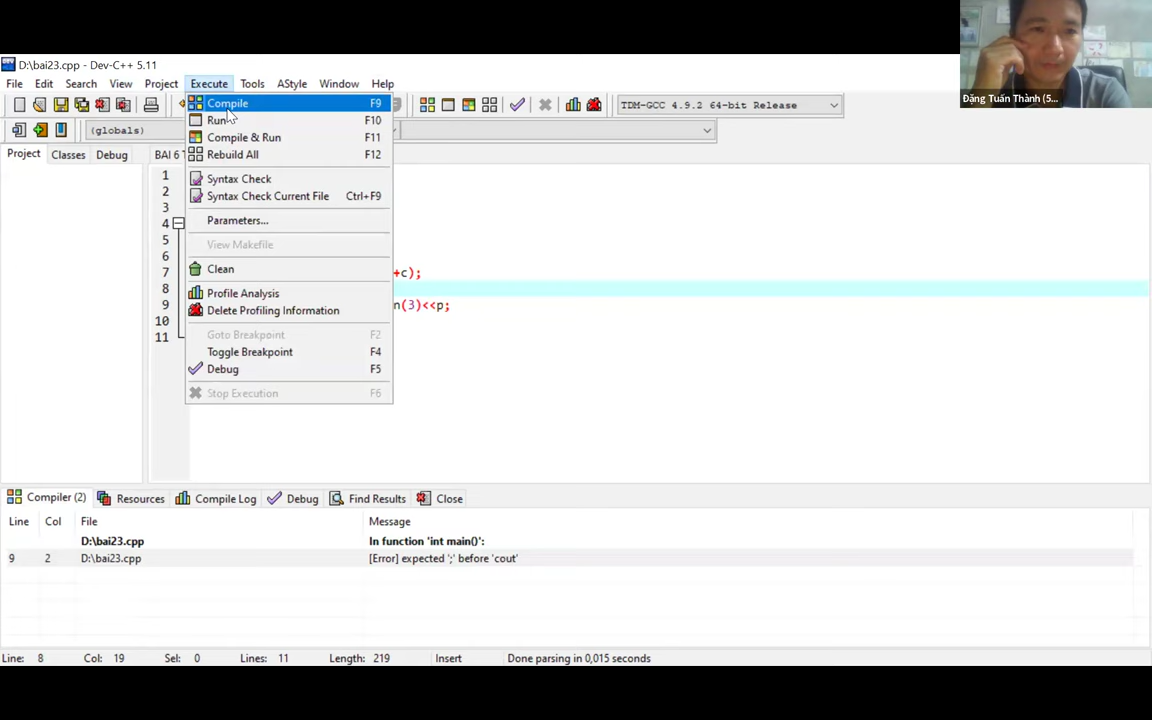 D:\bai23.cpp - Dev-C++ 5.11
Đặng Tuấn Thành (5...
File Edit Search View Project Execute Tools AStyle Window Help
TDM-GCC 4.9.2 64-bit Release
(globals)
Project Classes Debug
BAI 6
Compile F9
Run F10
Compile & Run F11
Rebuild All F12
Syntax Check
Syntax Check Current File Ctrl+F9
Parameters...
View Makefile
Clean
Profile Analysis
Delete Profiling Information
Goto Breakpoint F2
Toggle Breakpoint F4
Debug F5
Stop Execution F6
1
2
3
4
5
6
7 +c);
8
9 n(3)<<p;
10
11
Compiler (2) Resources Compile Log Debug Find Results Close
Line Col File Message
D:\bai23.cpp In function 'int main()':
9 2 D:\bai23.cpp [Error] expected ';' before 'cout'
Line: 8 Col: 19 Sel: 0 Lines: 11 Length: 219 Insert Done parsing in 0,015 seconds